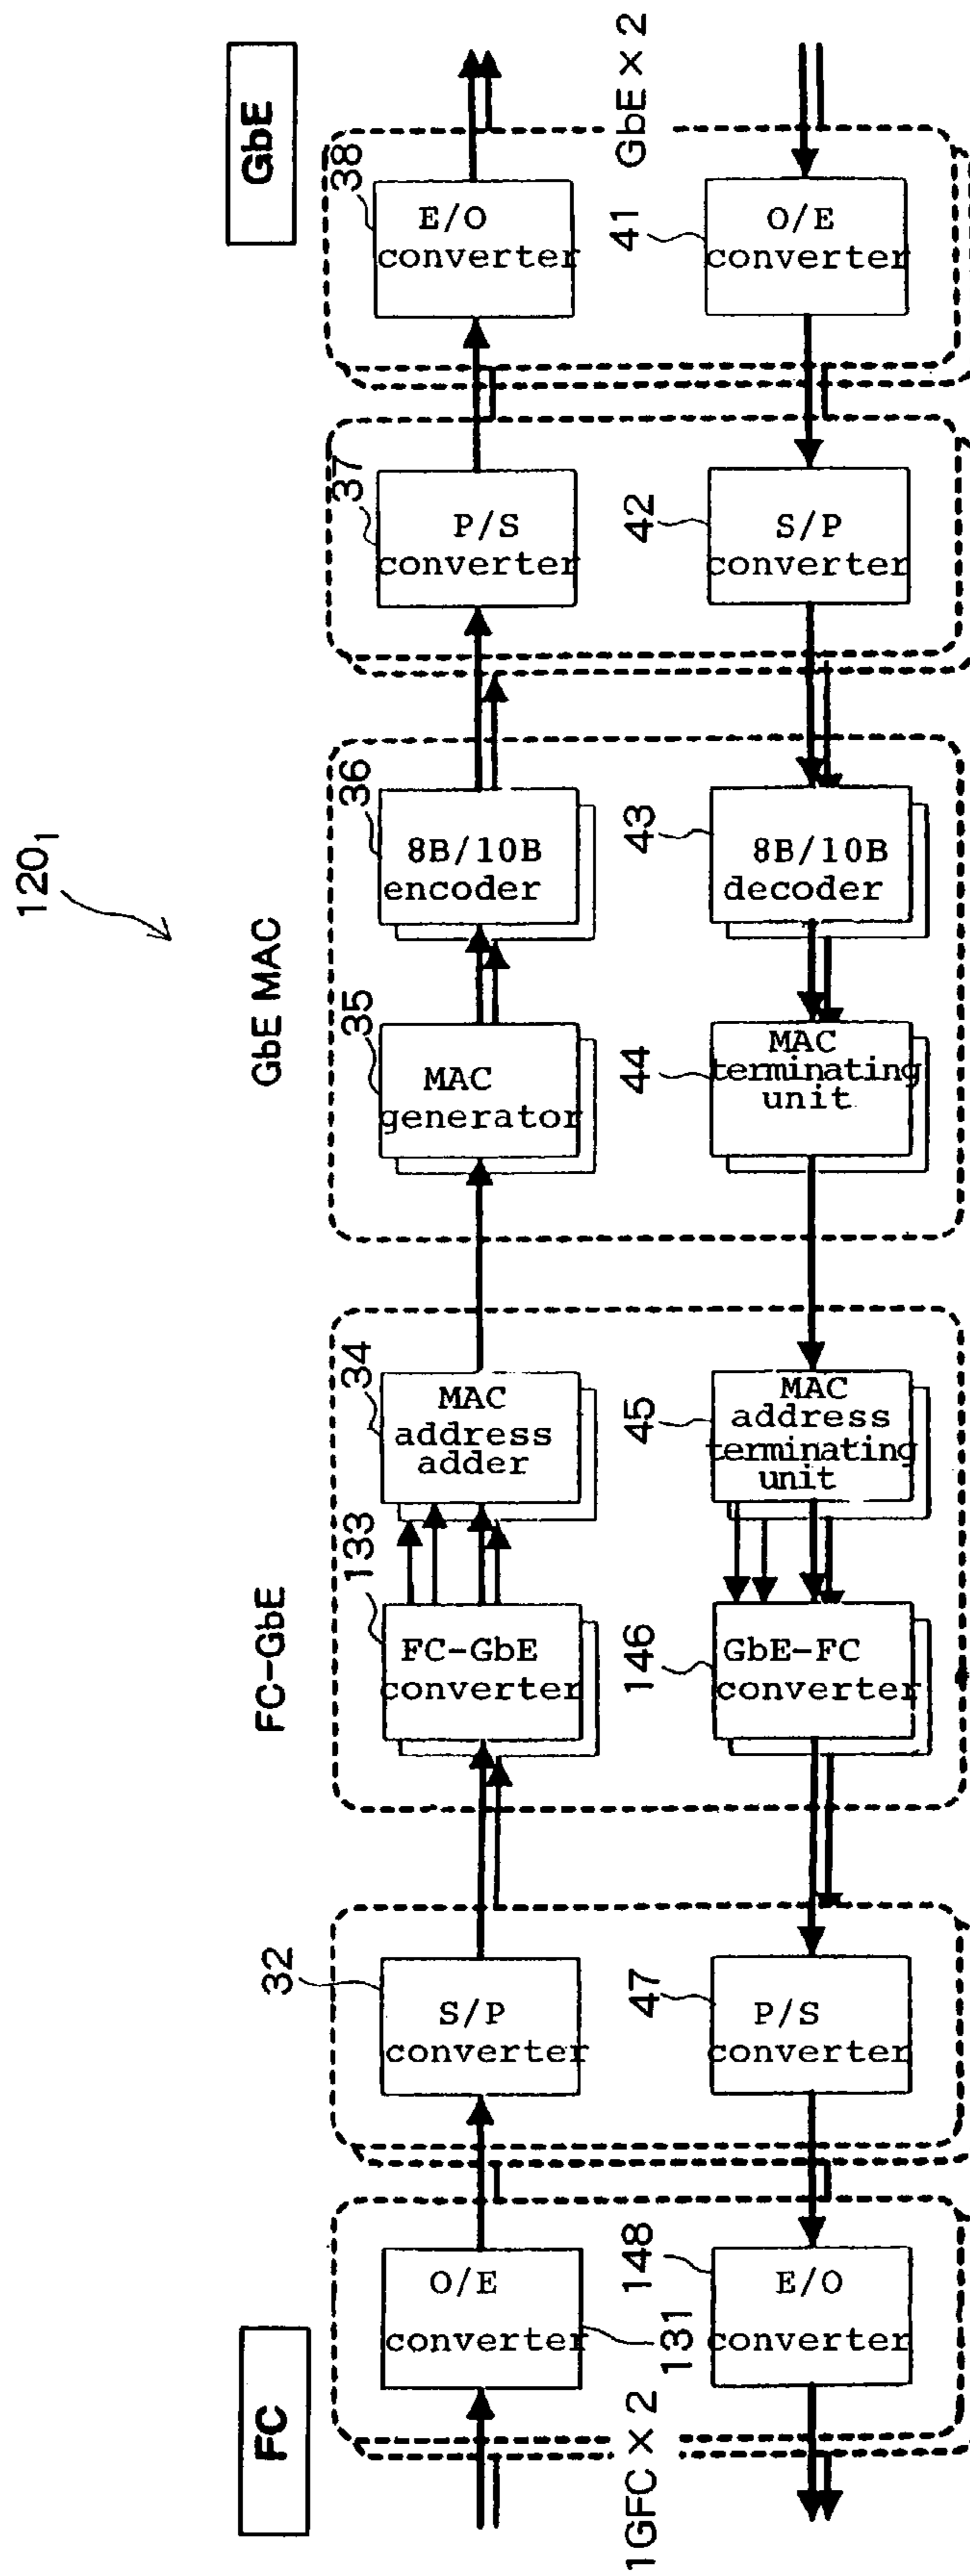 120₁
FC
GbE
FC-GbE
GbE MAC
1GFC × 2
GbE × 2
O/E
converter
131
32
S/P
converter
133
FC-GbE
converter
34
MAC
address
adder
35
MAC
generator
36
8B/10B
encoder
37
P/S
converter
38
E/O
converter
148
E/O
converter
47
P/S
converter
146
GbE-FC
converter
45
MAC
address
terminating
unit
44
MAC
terminating
unit
43
8B/10B
decoder
42
S/P
converter
41
O/E
converter